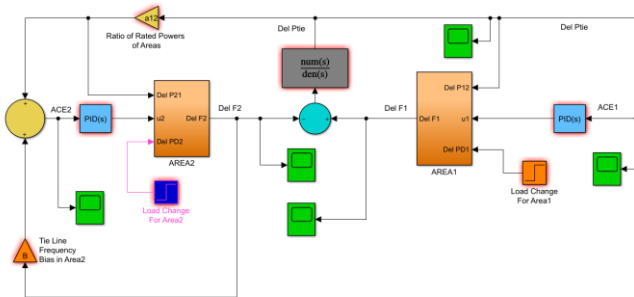 a12
Ratio of Rated Powers
of Areas
Del Ptie
Del Ptie
num(s)
den(s)
Del P21
Del P12
ACE2
PID(s)
u2
Del F2
Del F2
Del F1
Del F1
u1
PID(s)
ACE1
Del PD2
Del PD1
AREA2
AREA1
Load Change
For Area2
Load Change
For Area1
Tie Line
Frequency
Bias in Area2
B